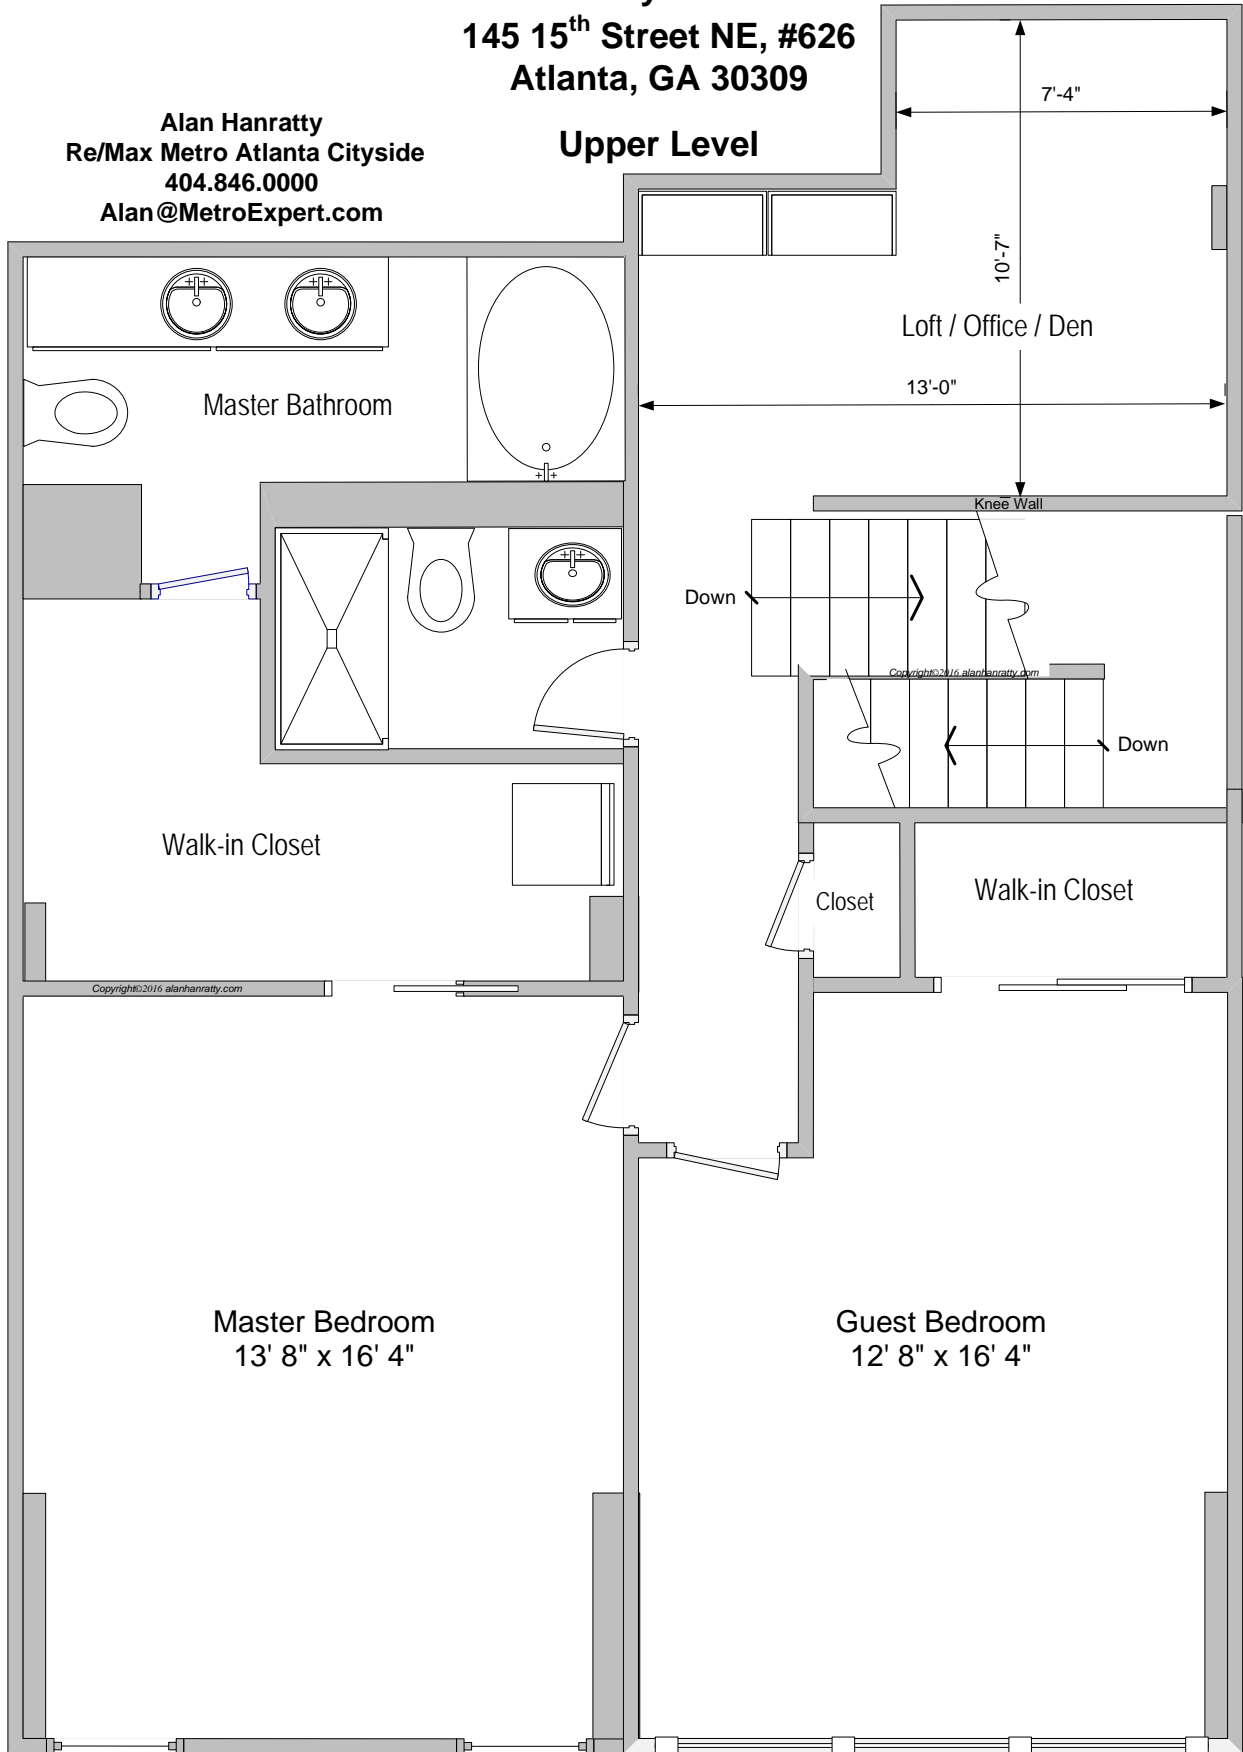 145 15th Street NE, #626
Atlanta, GA 30309
Alan Hanratty
Re/Max Metro Atlanta Cityside
404.846.0000
Alan@MetroExpert.com
Upper Level
7'-4"
10'-7"
Loft / Office / Den
13'-0"
Master Bathroom
Knee Wall
Down
Copyright©2016 alanhanratty.com
Down
Walk-in Closet
Closet
Walk-in Closet
Copyright©2016 alanhanratty.com
Master Bedroom
13' 8" x 16' 4"
Guest Bedroom
12' 8" x 16' 4"